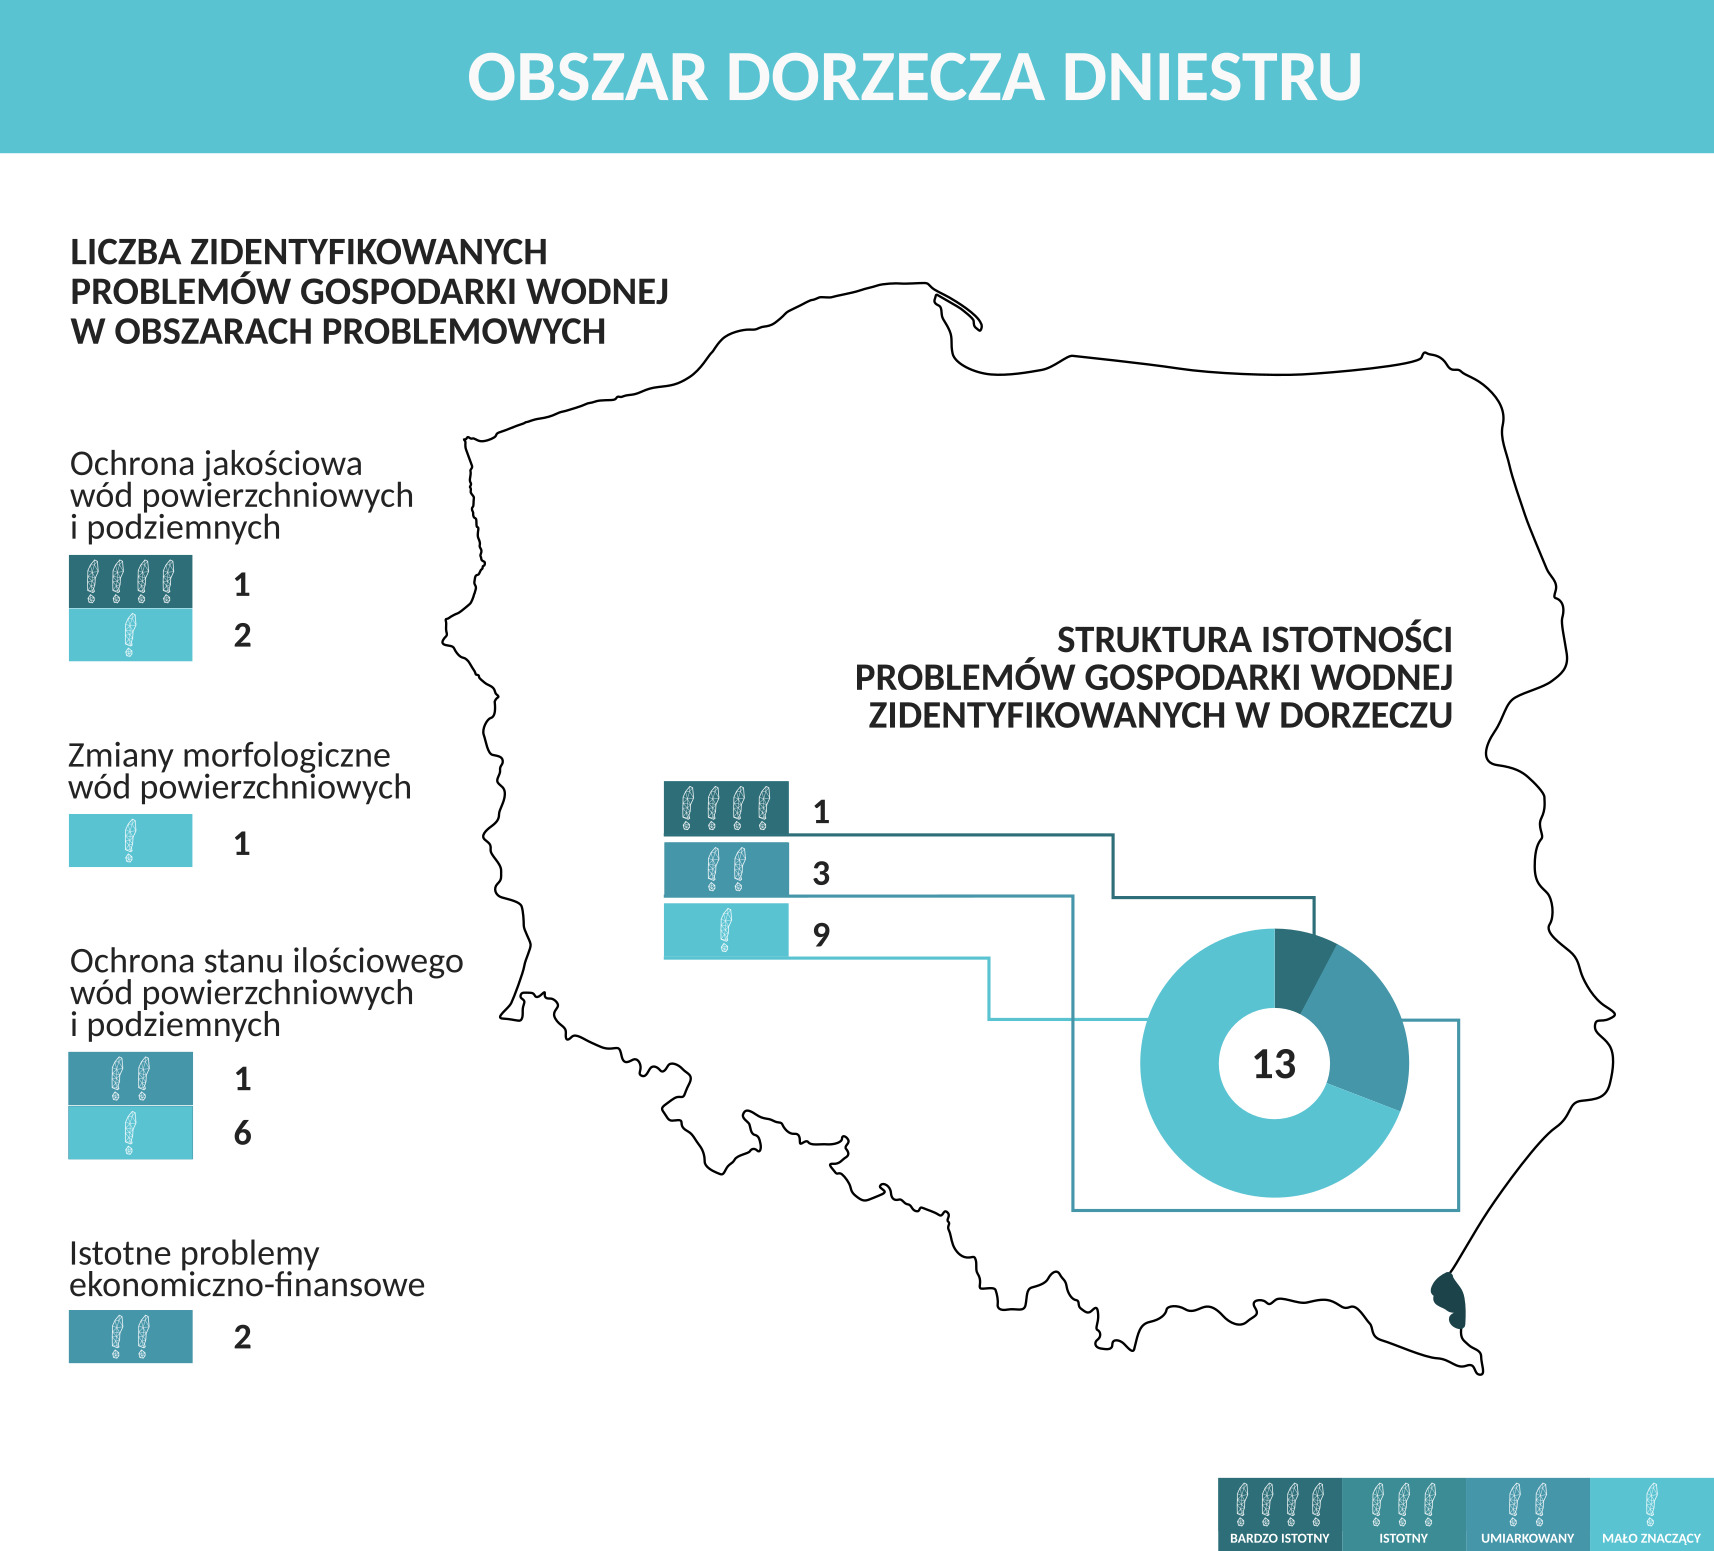 OBSZAR DORZECZA DNIESTRU
LICZBA ZIDENTYFIKOWANYCH
PROBLEMÓW GOSPODARKI WODNEJ
W OBSZARACH PROBLEMOWYCH
Ochrona jakościowa
wód powierzchniowych
i podziemnych
1
2
Zmiany morfologiczne
wód powierzchniowych
1
Ochrona stanu ilościowego
wód powierzchniowych
i podziemnych
1
6
Istotne problemy
ekonomiczno-finansowe
2
STRUKTURA ISTOTNOŚCI
PROBLEMÓW GOSPODARKI WODNEJ
ZIDENTYFIKOWANYCH W DORZECZU
1
3
9
13
BARDZO ISTOTNY
ISTOTNY
UMIARKOWANY
MAŁO ZNACZĄCY